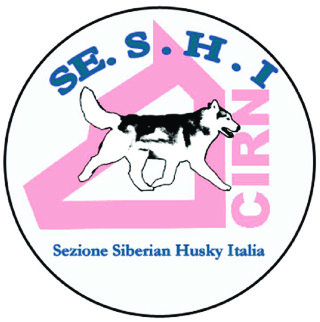 SE. S. H. I
CIRN
Sezione Siberian Husky Italia